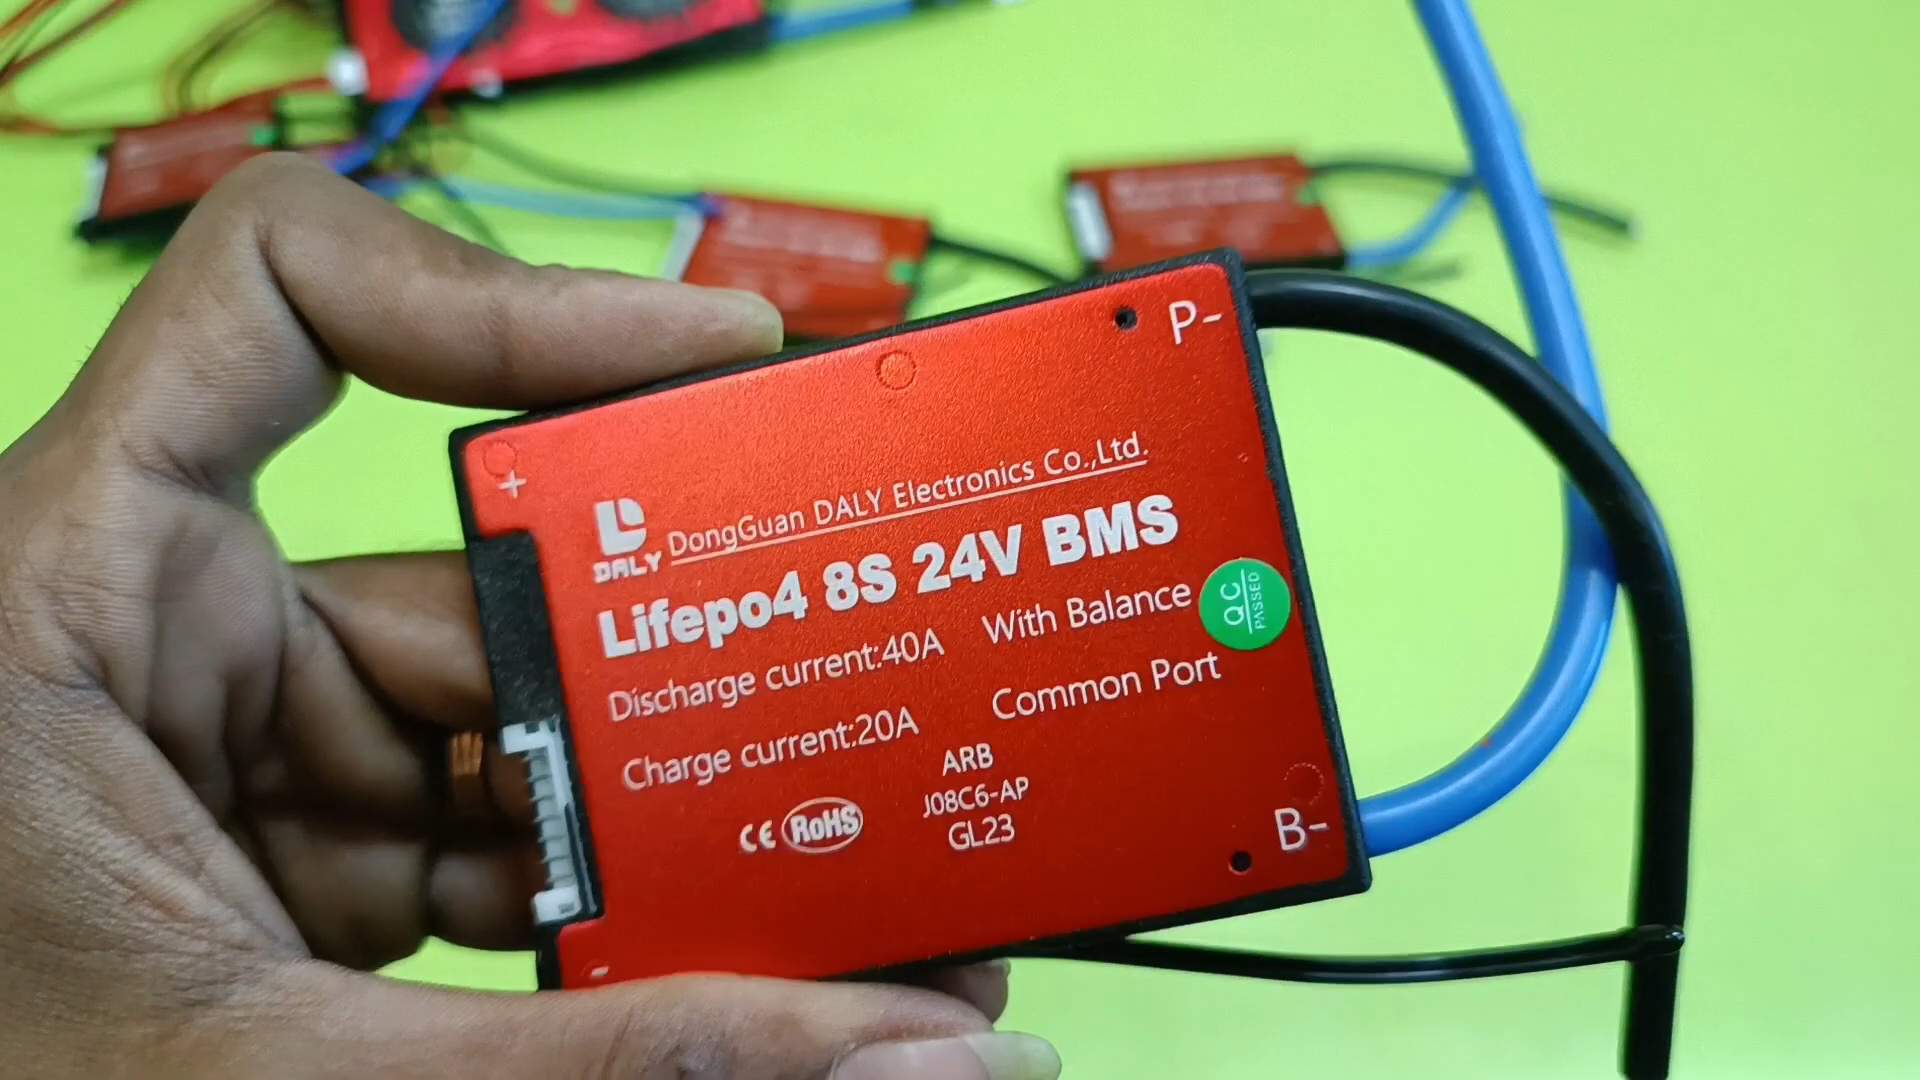 P-
+
DALY
DongGuan DALY Electronics Co.,Ltd.
Lifepo4 8S 24V BMS
Discharge current:40A
With Balance
QC
PASSED
Charge current:20A
Common Port
CE RoHS
ARB
J08C6-AP
GL23
B-
-